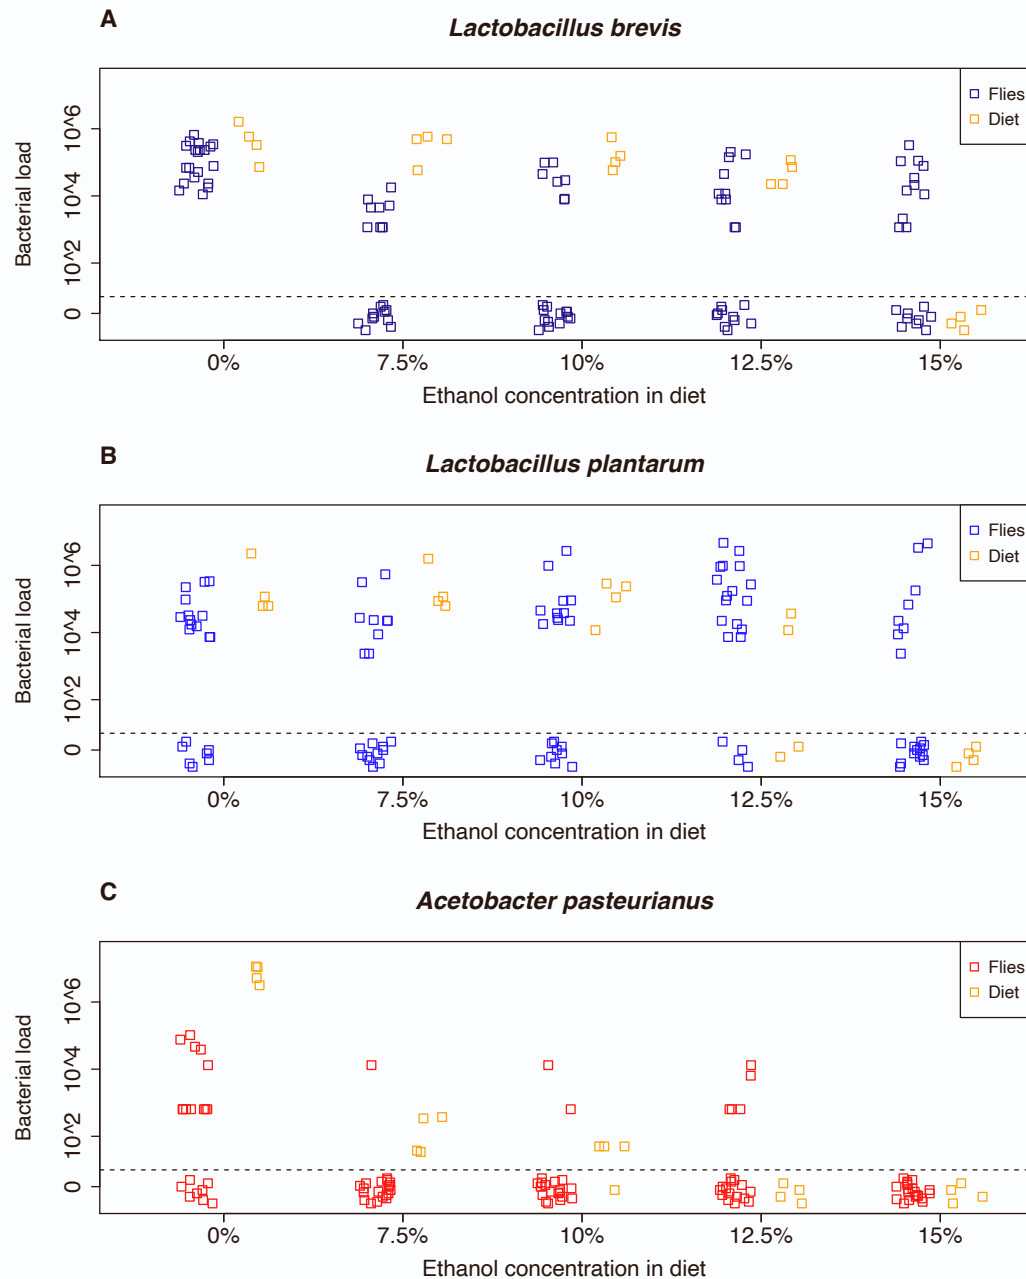 A
Lactobacillus brevis
Bacterial load
10^6
10^4
10^2
0
Flies
Diet
0% 7.5% 10% 12.5% 15%
Ethanol concentration in diet
B
Lactobacillus plantarum
Bacterial load
10^6
10^4
10^2
0
Flies
Diet
0% 7.5% 10% 12.5% 15%
Ethanol concentration in diet
C
Acetobacter pasteurianus
Bacterial load
10^6
10^4
10^2
0
Flies
Diet
0% 7.5% 10% 12.5% 15%
Ethanol concentration in diet